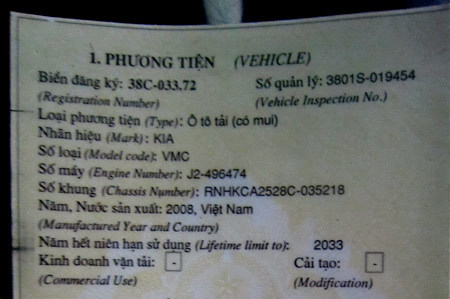 1. PHƯƠNG TIỆN (VEHICLE)
Biển đăng ký: 38C-033.72 Số quản lý: 3801S-019454
(Registration Number) (Vehicle Inspection No.)
Loại phương tiện (Type): Ô tô tải (có mui)
Nhãn hiệu (Mark): KIA
Số loại (Model code): VMC
Số máy (Engine Number): J2-496474
Số khung (Chassis Number): RNHKCA2528C-035218
Năm, Nước sản xuất: 2008, Việt Nam
(Manufactured Year and Country)
Năm hết niên hạn sử dụng (Lifetime limit to): 2033
Kinh doanh vận tải: - Cải tạo: -
(Commercial Use) (Modification)